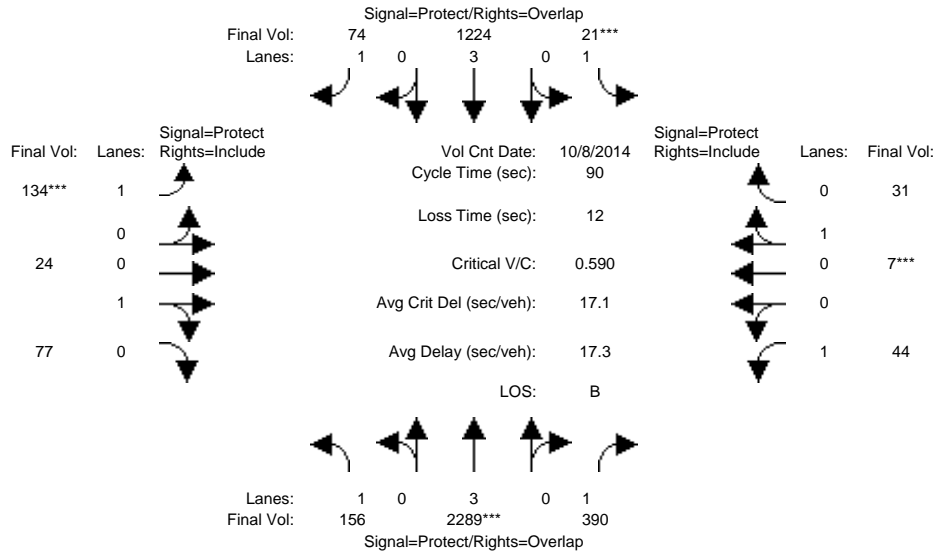 Signal=Protect/Rights=Overlap
Final Vol: 74 1224 21***
Lanes: 1 0 3 0 1
Signal=Protect
Final Vol: Lanes: Rights=Include
Vol Cnt Date: 10/8/2014
Signal=Protect
Rights=Include Lanes: Final Vol:
Cycle Time (sec): 90
134*** 1
0 31
Loss Time (sec): 12
0
1
24 0
Critical V/C: 0.590
0 7***
1
Avg Crit Del (sec/veh): 17.1
0
77 0
Avg Delay (sec/veh): 17.3
1 44
LOS: B
Lanes: 1 0 3 0 1
Final Vol: 156 2289*** 390
Signal=Protect/Rights=Overlap